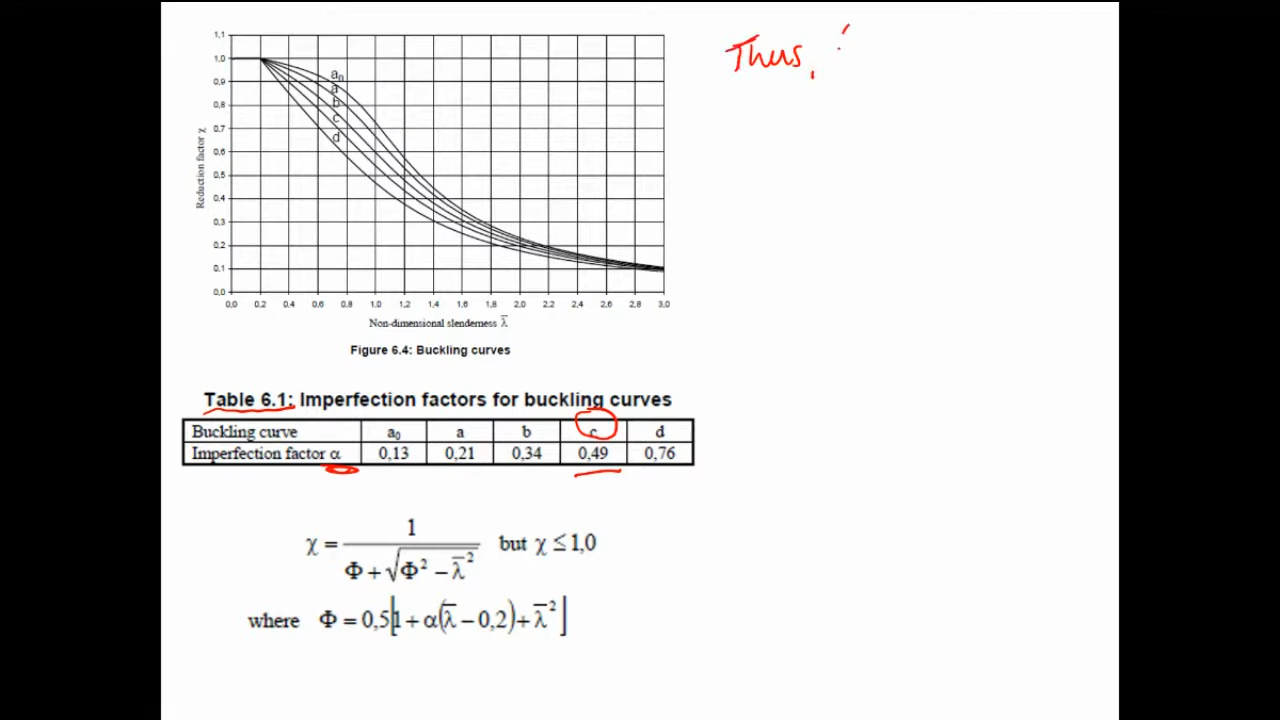 Thus,
1,1
1,0
0,9
0,8
0,7
0,6
0,5
0,4
0,3
0,2
0,1
0,0
Reduction factor χ
a₀
a
b
c
d
0,0 0,2 0,4 0,6 0,8 1,0 1,2 1,4 1,6 1,8 2,0 2,2 2,4 2,6 2,8 3,0
Non-dimensional slenderness λ̄
Figure 6.4: Buckling curves
Table 6.1: Imperfection factors for buckling curves
Buckling curve a₀ a b c d
Imperfection factor α 0,13 0,21 0,34 0,49 0,76
χ = 1 / (Φ + √(Φ² − λ̄²)) but χ ≤ 1,0
where Φ = 0,5[1 + α(λ̄ − 0,2) + λ̄²]